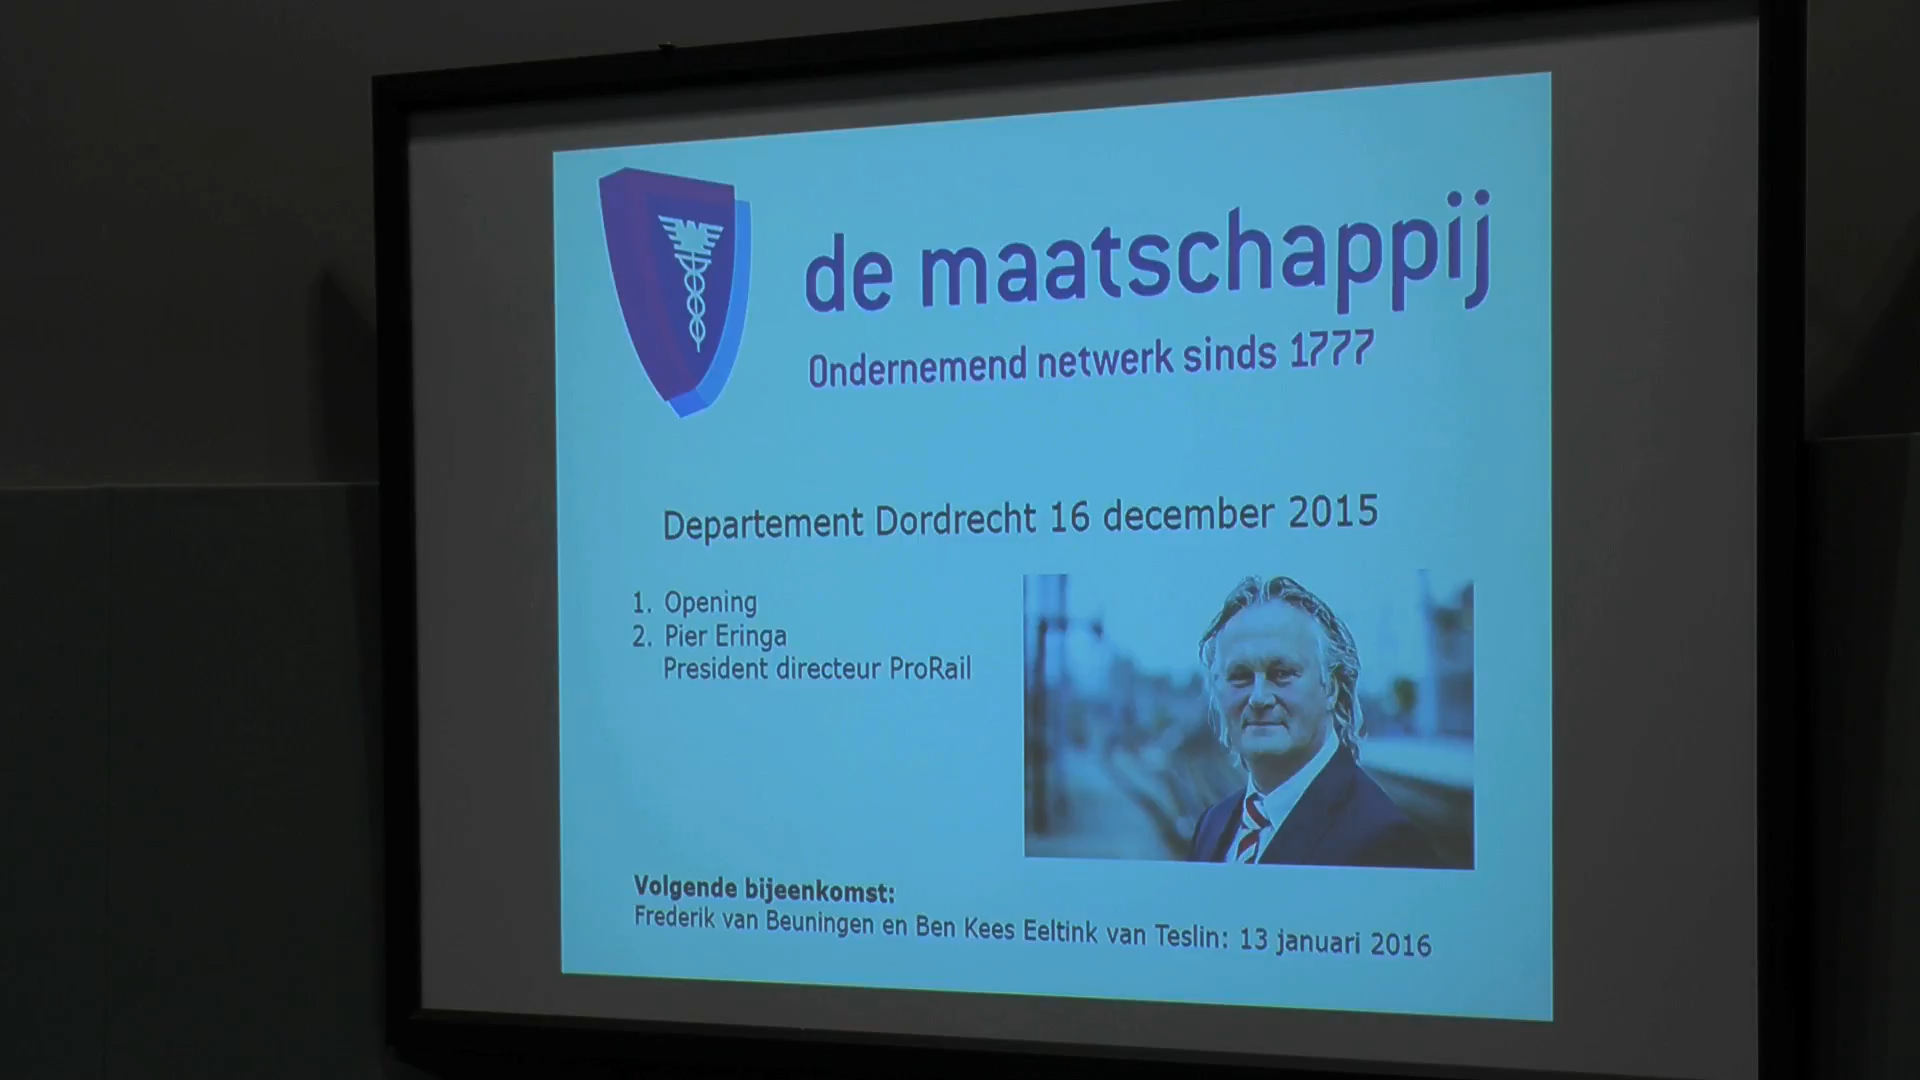 de maatschappij
Ondernemend netwerk sinds 1777
Departement Dordrecht 16 december 2015
1. Opening
2. Pier Eringa
President directeur ProRail
Volgende bijeenkomst:
Frederik van Beuningen en Ben Kees Eeltink van Teslin: 13 januari 2016